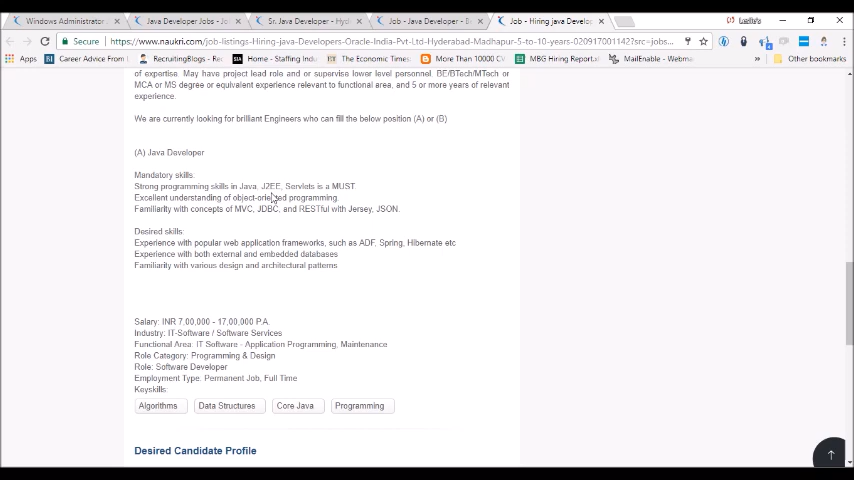 Windows Administrator
Java Developer Jobs - Jo
Sr. Java Developer - Hyd
Job - Java Developer - B
Job - Hiring java Develo
Secure
https://www.naukri.com/job-listings-Hiring-java-Developers-Oracle-India-Pvt-Ltd-Hyderabad-Madhapur-5-to-10-years-020917001142?src=jobs...
Apps
Career Advice From
RecruitingBlogs - Rec
Home - Staffing Indu
The Economic Times:
More Than 10000 CV
MBG Hiring Report.xl
MailEnable - Webma
Other bookmarks
of expertise. May have project lead role and or supervise lower level personnel. BE/BTech/MTech or
MCA or MS degree or equivalent experience relevant to functional area, and 5 or more years of relevant
experience.
We are currently looking for brilliant Engineers who can fill the below position (A) or (B)
(A) Java Developer
Mandatory skills:
Strong programming skills in Java. J2EE, Servlets is a MUST.
Excellent understanding of object-oriented programming.
Familiarity with concepts of MVC, JDBC, and RESTful with Jersey, JSON.
Desired skills:
Experience with popular web application frameworks, such as ADF, Spring, Hibernate etc
Experience with both external and embedded databases
Familiarity with various design and architectural patterns
Salary: INR 7,00,000 - 17,00,000 P.A.
Industry: IT-Software / Software Services
Functional Area: IT Software - Application Programming, Maintenance
Role Category: Programming & Design
Role: Software Developer
Employment Type: Permanent Job, Full Time
Keyskills:
Algorithms
Data Structures
Core Java
Programming
Desired Candidate Profile